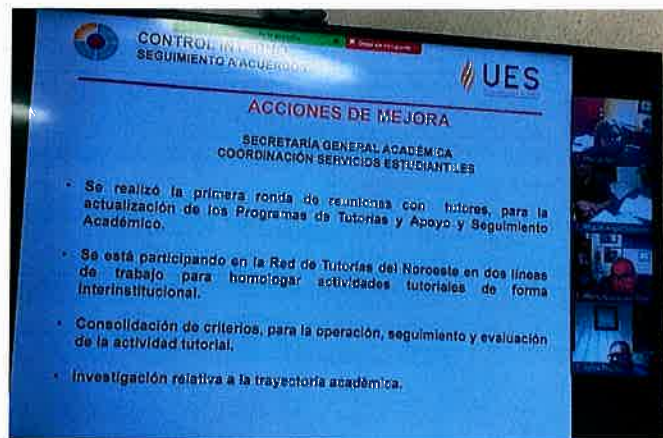 CONTROL
SEGUIMIENTO A ACUERDOS
UES
ACCIONES DE MEJORA
SECRETARÍA GENERAL ACADÉMICA
COORDINACIÓN SERVICIOS ESTUDIANTILES
• Se realizó la primera ronda de reuniones con tutores, para la
actualización de los Programas de Tutorías y Apoyo y Seguimiento
Académico.
• Se está participando en la Red de Tutorías del Noroeste en dos líneas
de trabajo para homologar actividades tutoriales de forma
interinstitucional.
• Consolidación de criterios, para la operación, seguimiento y evaluación
de la actividad tutorial.
• Investigación relativa a la trayectoria académica.